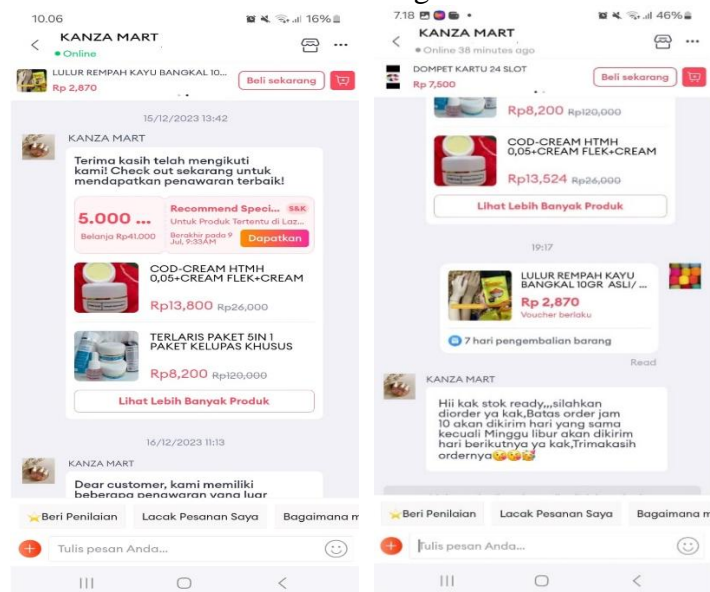 10.06
16%
KANZA MART
Online
LULUR REMPAH KAYU BANGKAL 10...
Rp 2,870
Beli sekarang
15/12/2023 13:42
KANZA MART
Terima kasih telah mengikuti
kami! Check out sekarang untuk
mendapatkan penawaran terbaik!
5.000 ...
Belanja Rp41.000
Recommend Speci... S&K
Untuk Produk Tertentu di Laz...
Berakhir pada 9
Jul, 9:33AM
Dapatkan
COD-CREAM HTMH
0,05+CREAM FLEK+CREAM
Rp13,800 Rp26,000
TERLARIS PAKET 5IN 1
PAKET KELUPAS KHUSUS
Rp8,200 Rp120,000
Lihat Lebih Banyak Produk
16/12/2023 11:13
KANZA MART
Dear customer, kami memiliki
beberapa penawaran yang luar
Beri Penilaian
Lacak Pesanan Saya
Bagaimana m
Tulis pesan Anda...
7.18
46%
KANZA MART
Online 38 minutes ago
DOMPET KARTU 24 SLOT
Rp 7,500
Beli sekarang
Rp8,200 Rp120,000
COD-CREAM HTMH
0,05+CREAM FLEK+CREAM
Rp13,524 Rp26,000
Lihat Lebih Banyak Produk
19:17
LULUR REMPAH KAYU
BANGKAL 10GR ASLI/ ...
Rp 2,870
Voucher berlaku
7 hari pengembalian barang
Read
KANZA MART
Hii kak stok ready,,,silahkan
diorder ya kak,Batas order jam
10 akan dikirim hari yang sama
kecuali Minggu libur akan dikirim
hari berikutnya ya kak,Trimakasih
ordernya😘😘🥰
Beri Penilaian
Lacak Pesanan Saya
Bagaimana m
Tulis pesan Anda...